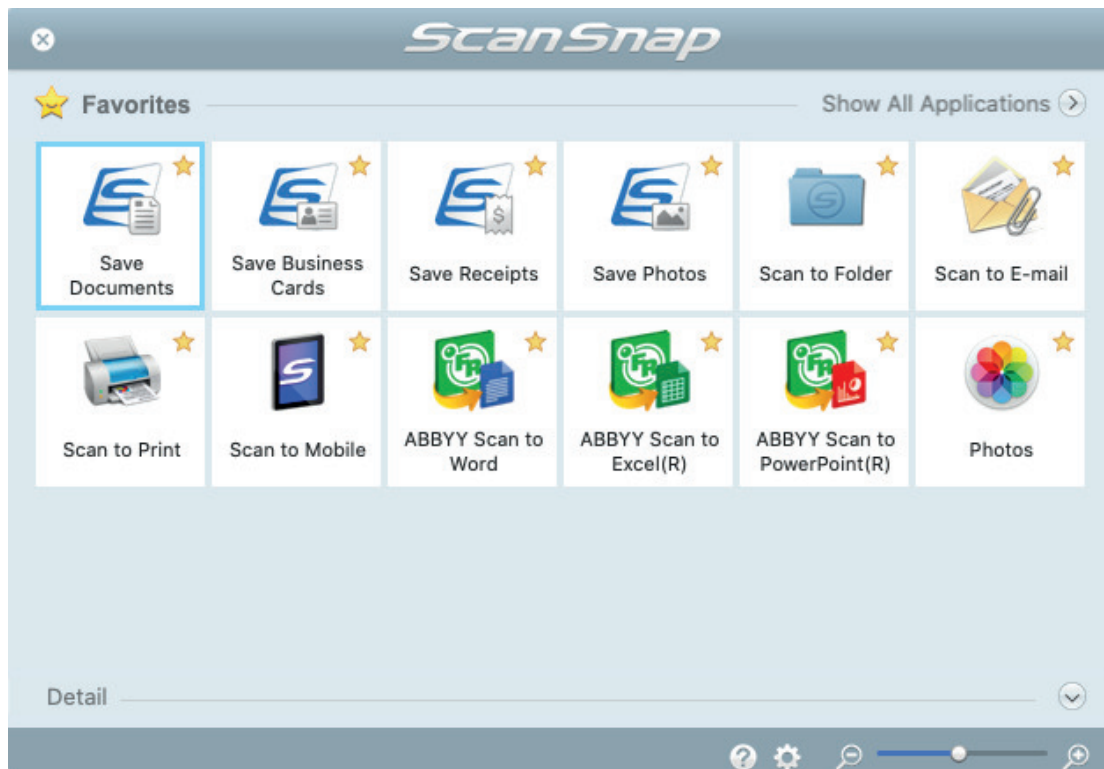 ScanSnap
Favorites
Show All Applications
Save
Documents
Save Business
Cards
Save Receipts
Save Photos
Scan to Folder
Scan to E-mail
Scan to Print
Scan to Mobile
ABBYY Scan to
Word
ABBYY Scan to
Excel(R)
ABBYY Scan to
PowerPoint(R)
Photos
Detail